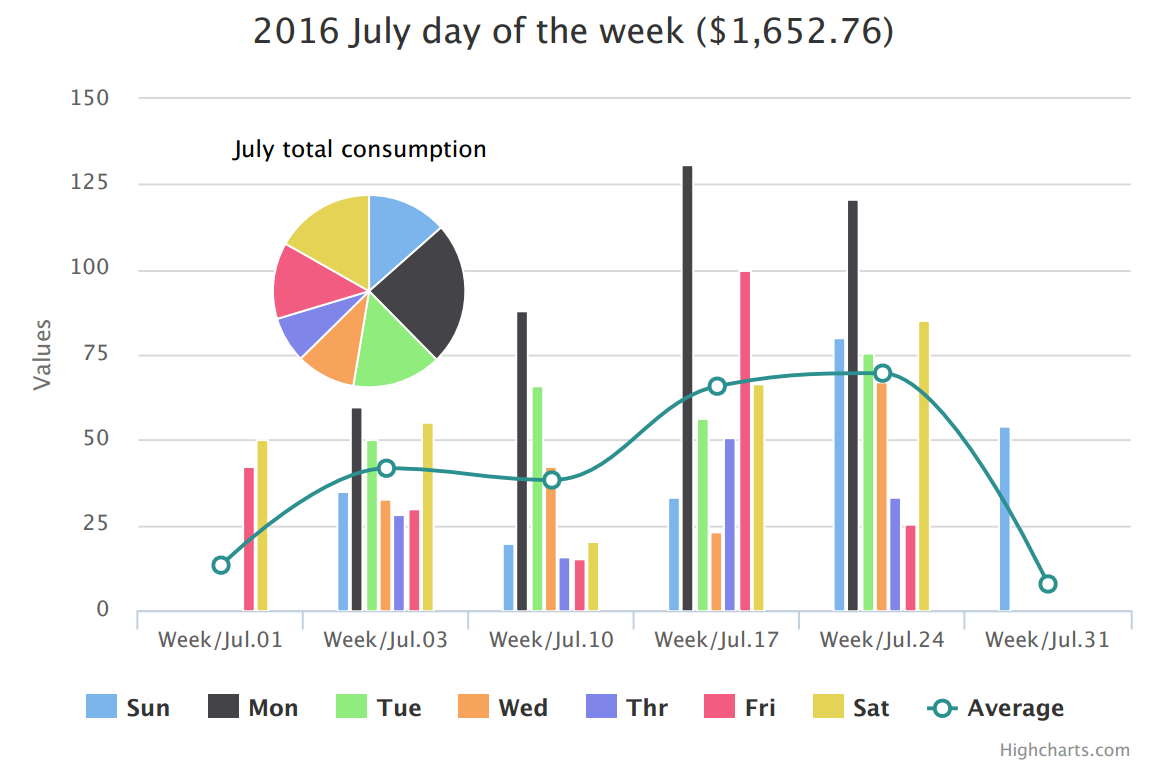 2016 July day of the week ($1,652.76)
150
July total consumption
125
100
75
Values
50
25
0
Week/Jul.01 Week/Jul.03 Week/Jul.10 Week/Jul.17 Week/Jul.24 Week/Jul.31
Sun Mon Tue Wed Thr Fri Sat Average
Highcharts.com